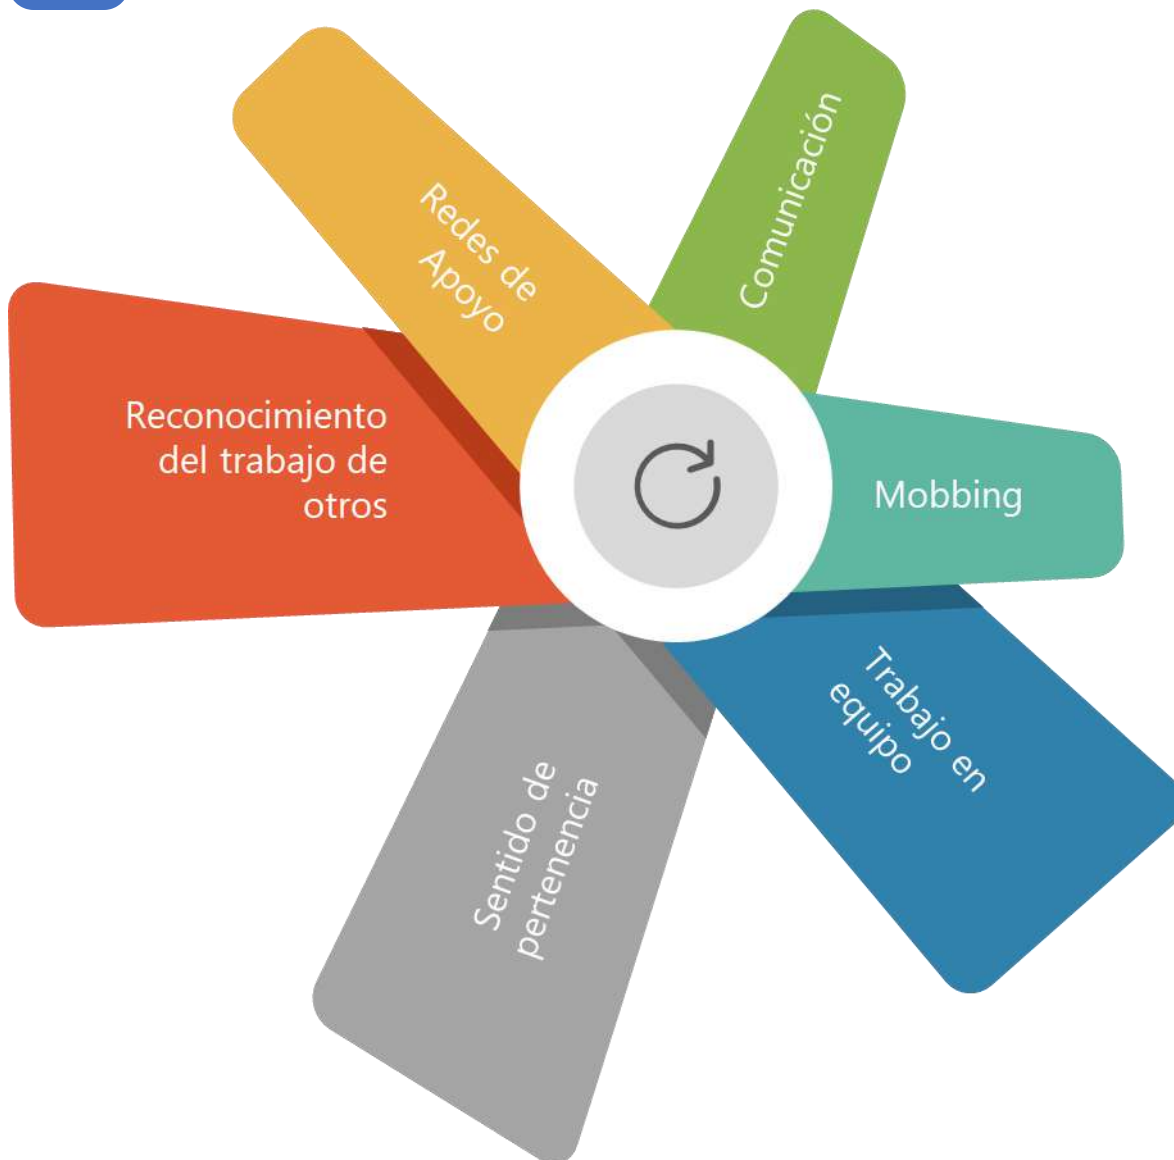 Comunicación
Mobbing
Trabajo en
equipo
Sentido de
pertenencia
Reconocimiento
del trabajo de
otros
Redes de
Apoyo